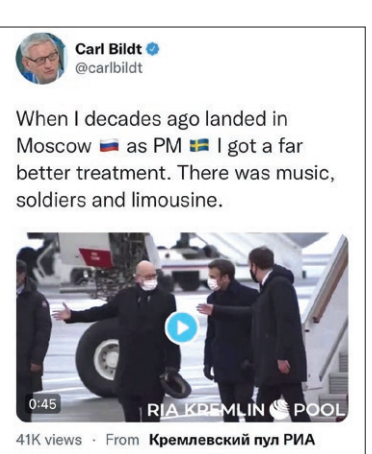 Carl Bildt
@carlbildt
When I decades ago landed in
Moscow 🇷🇺 as PM 🇸🇪 I got a far
better treatment. There was music,
soldiers and limousine.
0:45
RIA KREMLIN POOL
41K views · From Кремлевский пул РИА